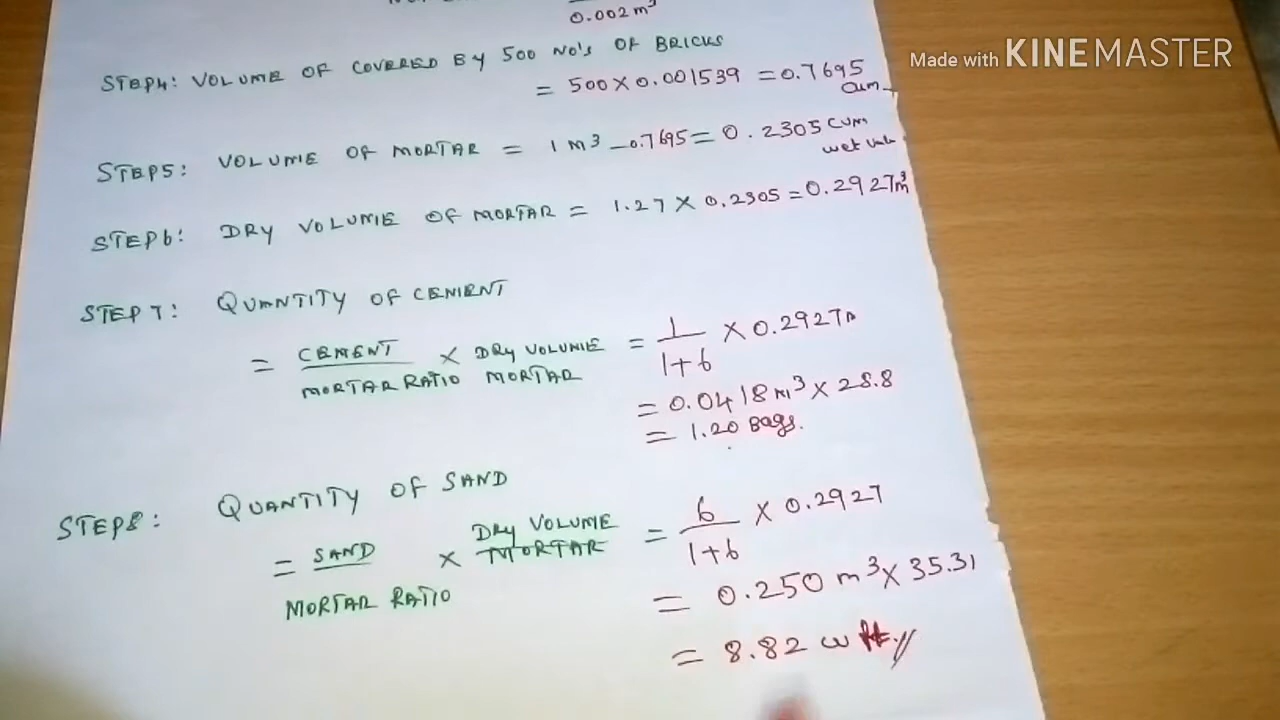 0.002m³
STEP4: VOLUME OF COVERED BY 500 NO'S OF BRICKS
= 500 X 0.001539 = 0.7695
Cum
STEP5: VOLUME OF MORTAR = 1 M³ - 0.7695 = 0.2305 CUM
wet
STEP6: DRY VOLUME OF MORTAR = 1.27 X 0.2305 = 0.2927m³
STEP 7: QUANTITY OF CEMENT
= CEMENT / MORTAR RATIO X DRY VOLUME MORTAR = 1 / 1+6 X 0.2927
= 0.0418 m³ X 28.8
= 1.20 Bags.
STEP8: QUANTITY OF SAND
= SAND / MORTAR RATIO X DRY VOLUME MORTAR = 6 / 1+6 X 0.2927
= 0.250 m³ X 35.31
= 8.82 cu ft.//
Made with KINEMASTER